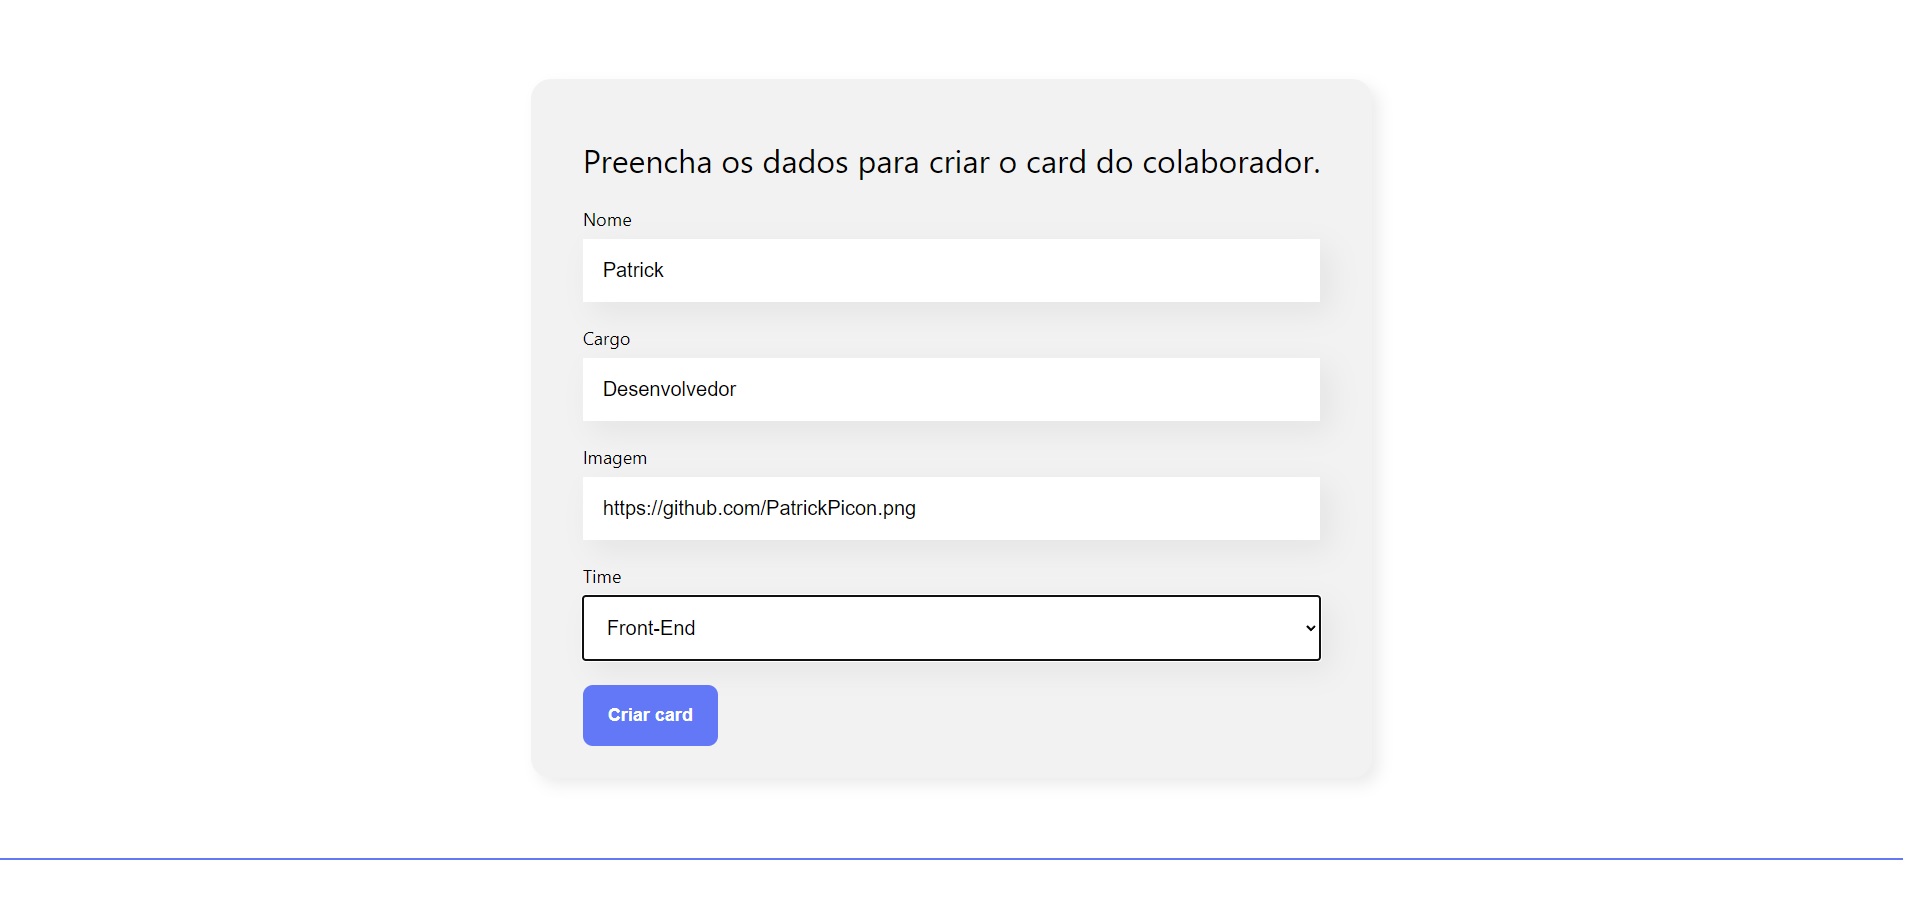 Preencha os dados para criar o card do colaborador.
Nome
Patrick
Cargo
Desenvolvedor
Imagem
https://github.com/PatrickPicon.png
Time
Front-End
Criar card